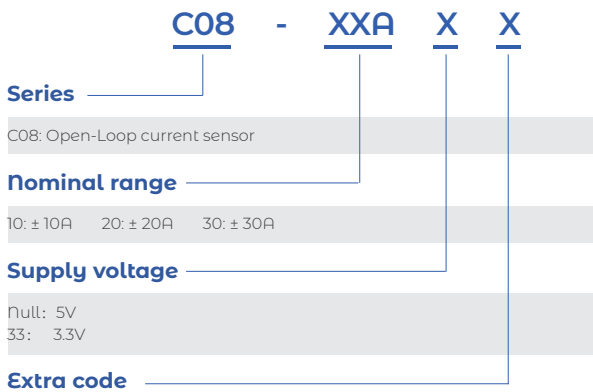 C08 - XXA X X
Series
C08: Open-Loop current sensor
Nominal range
10: ± 10A 20: ± 20A 30: ± 30A
Supply voltage
Null: 5V
33: 3.3V
Extra code